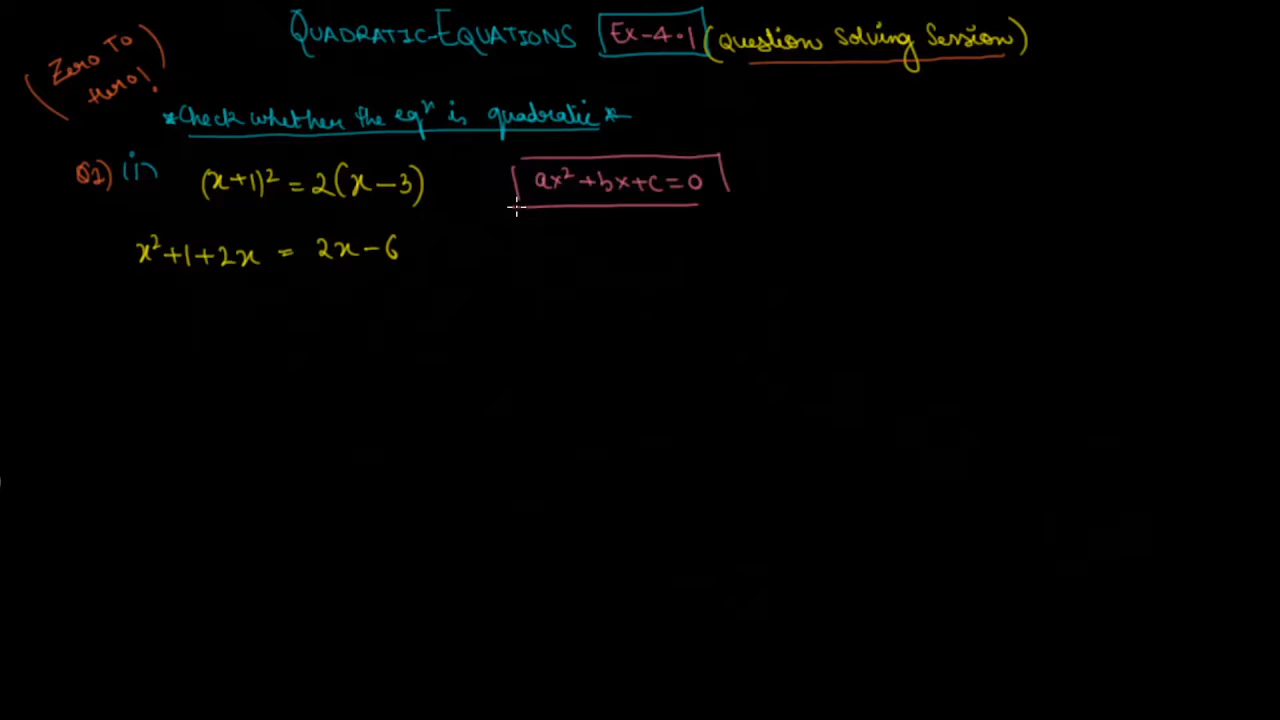 QUADRATIC-EQUATIONS Ex-4.1 (Question Solving Session)
(Zero To Hero!)
*Check whether the eqⁿ is quadratic*
Q1) (i) (x+1)² = 2(x-3) ax²+bx+c=0
x²+1+2x = 2x-6